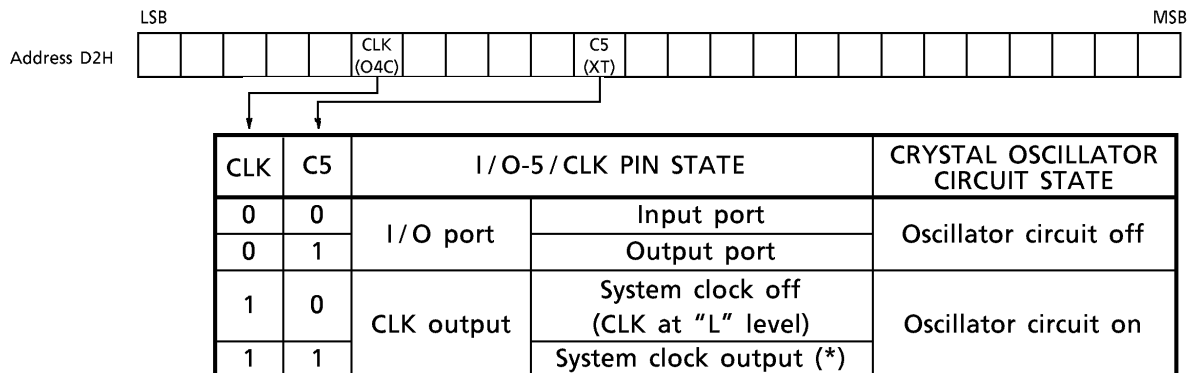 LSB MSB
Address D2H CLK (O4C) C5 (XT)
CLK C5 I/O-5/CLK PIN STATE CRYSTAL OSCILLATOR CIRCUIT STATE
0 0 I/O port Input port Oscillator circuit off
0 1 Output port
1 0 CLK output System clock off (CLK at “L” level) Oscillator circuit on
1 1 System clock output (*)